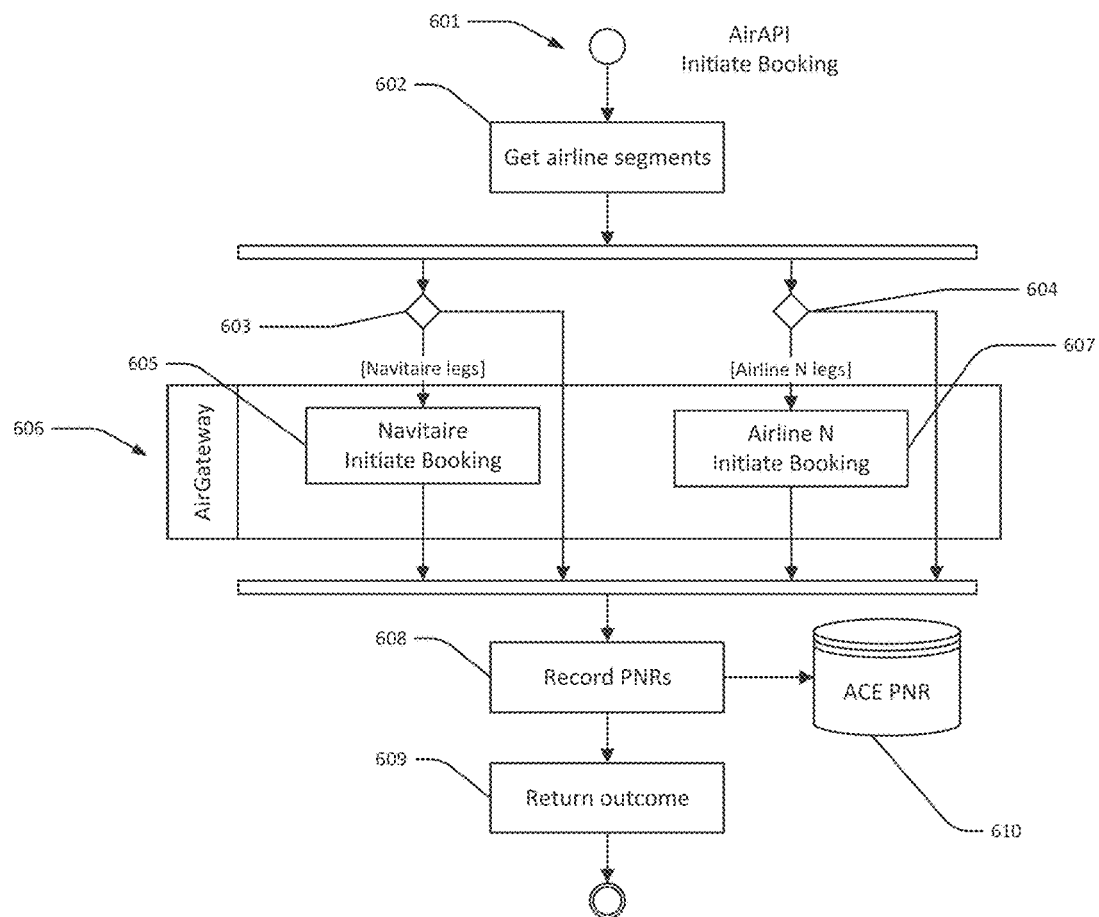 601
AirAPI
Initiate Booking
602
Get airline segments
603
604
605
[Navitaire legs]
[Airline N legs]
607
606
AirGateway
Navitaire
Initiate Booking
Airline N
Initiate Booking
608
Record PNRs
ACE PNR
609
Return outcome
610